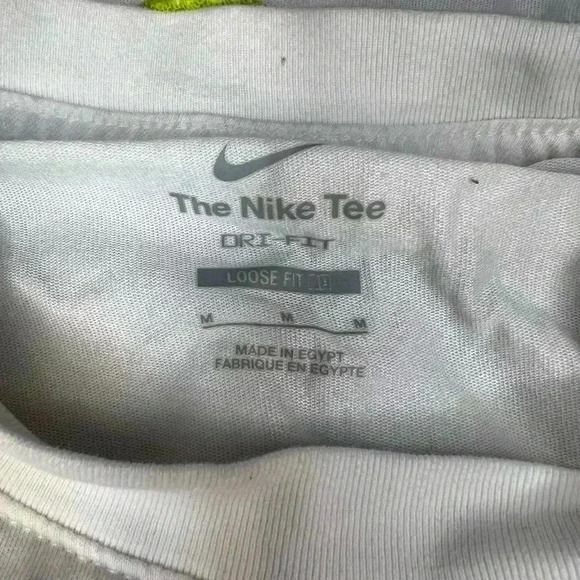 The Nike Tee
DRI-FIT
LOOSE FIT
M M M
MADE IN EGYPT
FABRIQUE EN EGYPTE